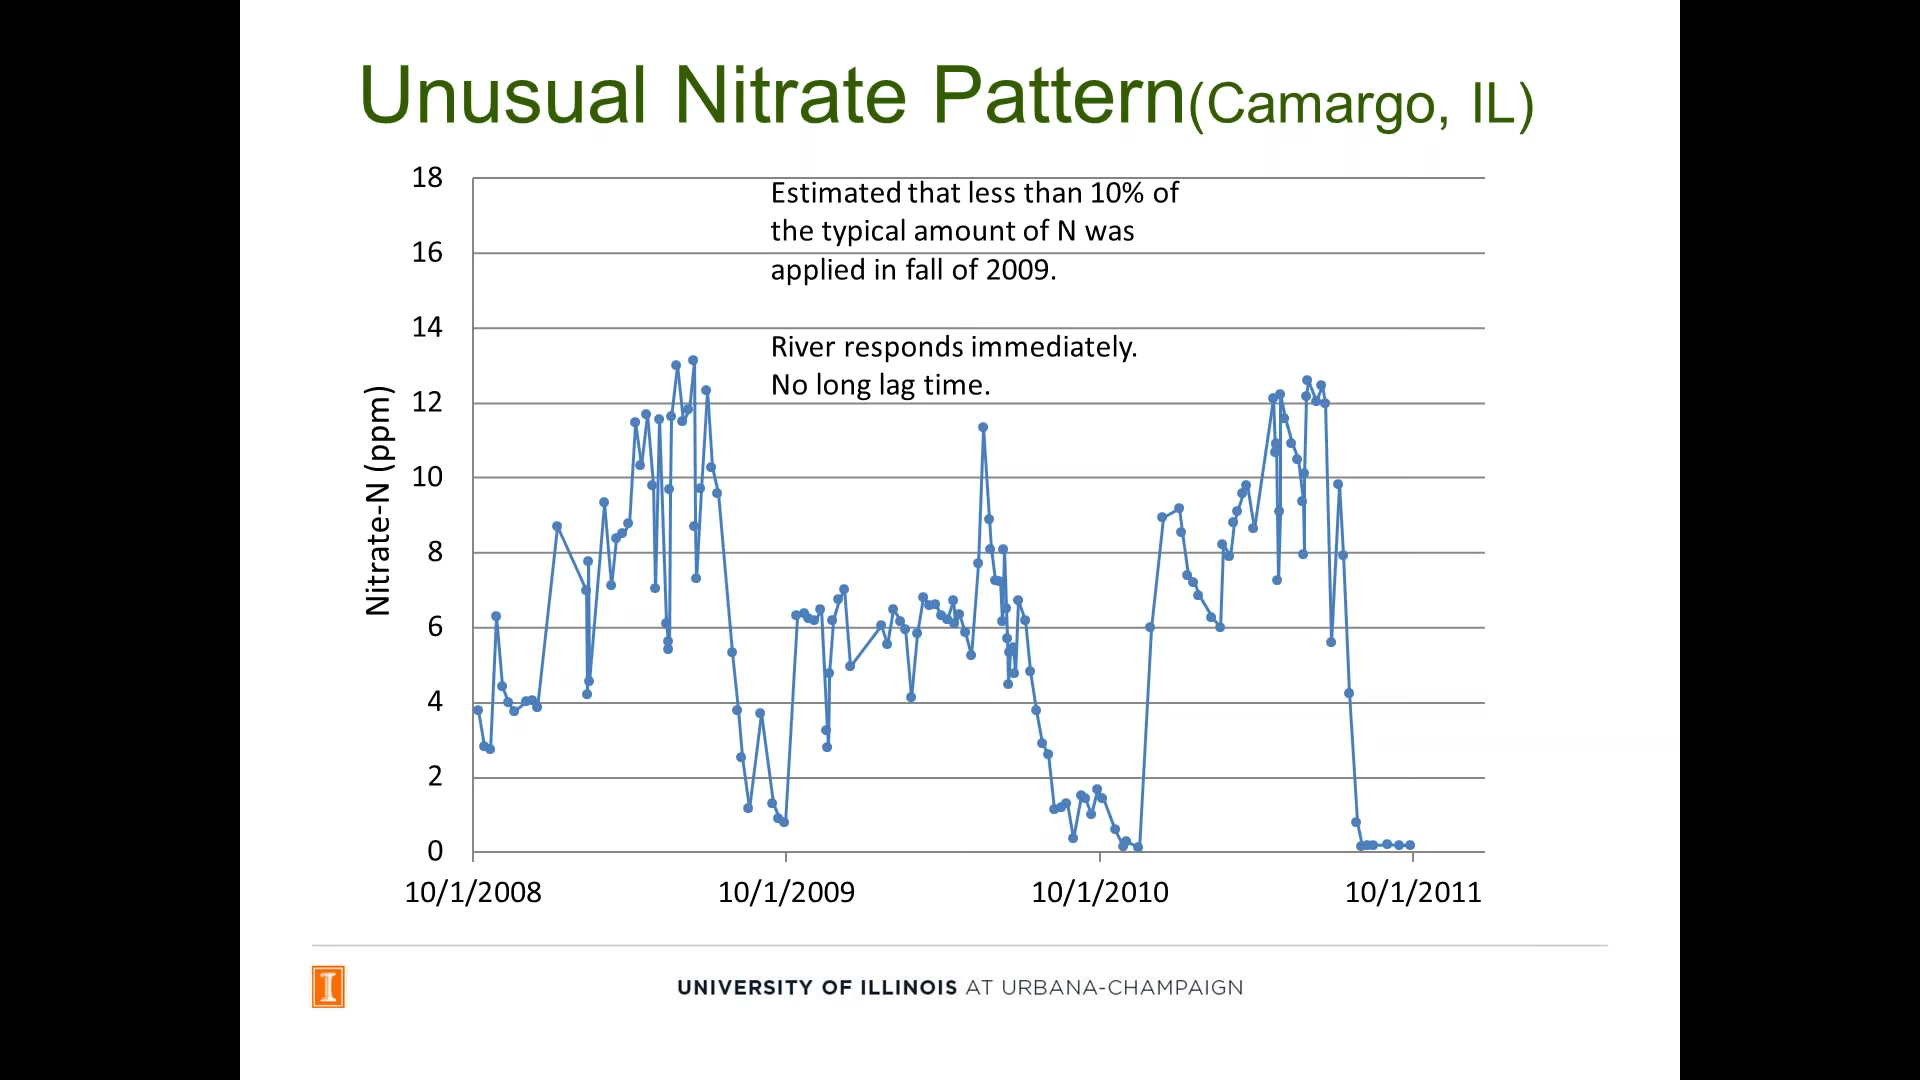 Unusual Nitrate Pattern(Camargo, IL)
18
16
14
12
10
8
6
4
2
0
Nitrate-N (ppm)
Estimated that less than 10% of
the typical amount of N was
applied in fall of 2009.
River responds immediately.
No long lag time.
10/1/2008
10/1/2009
10/1/2010
10/1/2011
I
UNIVERSITY OF ILLINOIS AT URBANA-CHAMPAIGN